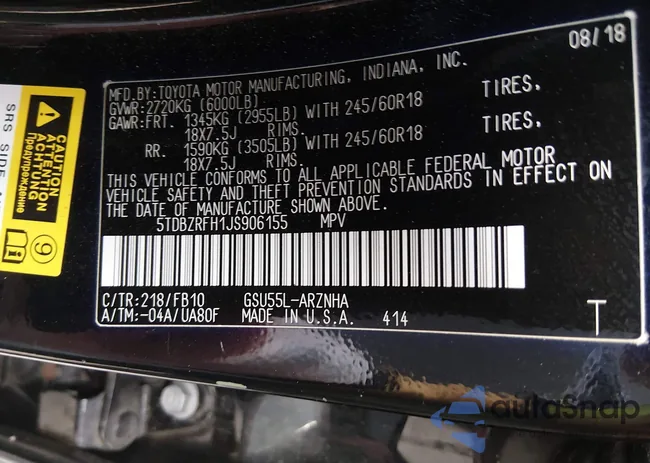 08/18
MFD.BY:TOYOTA MOTOR MANUFACTURING, INDIANA, INC.
GVWR:2720KG (6000LB)
GAWR:FRT. 1345KG (2955LB) WITH 245/60R18 TIRES,
18X7.5J RIMS.
RR. 1590KG (3505LB) WITH 245/60R18 TIRES,
18X7.5J RIMS.
THIS VEHICLE CONFORMS TO ALL APPLICABLE FEDERAL MOTOR
VEHICLE SAFETY AND THEFT PREVENTION STANDARDS IN EFFECT ON
THE DATE OF MANUFACTURE SHOWN ABOVE.
5TDBZRFH1JS906155 MPV
C/TR:218/FB10 GSU55L-ARZNHA
A/TM:-04A/UA80F MADE IN U.S.A. 414
T
SRS SIDE
CAUTION
ATTENTION
ACHTUNG
Предупреждение
9
autoSnap